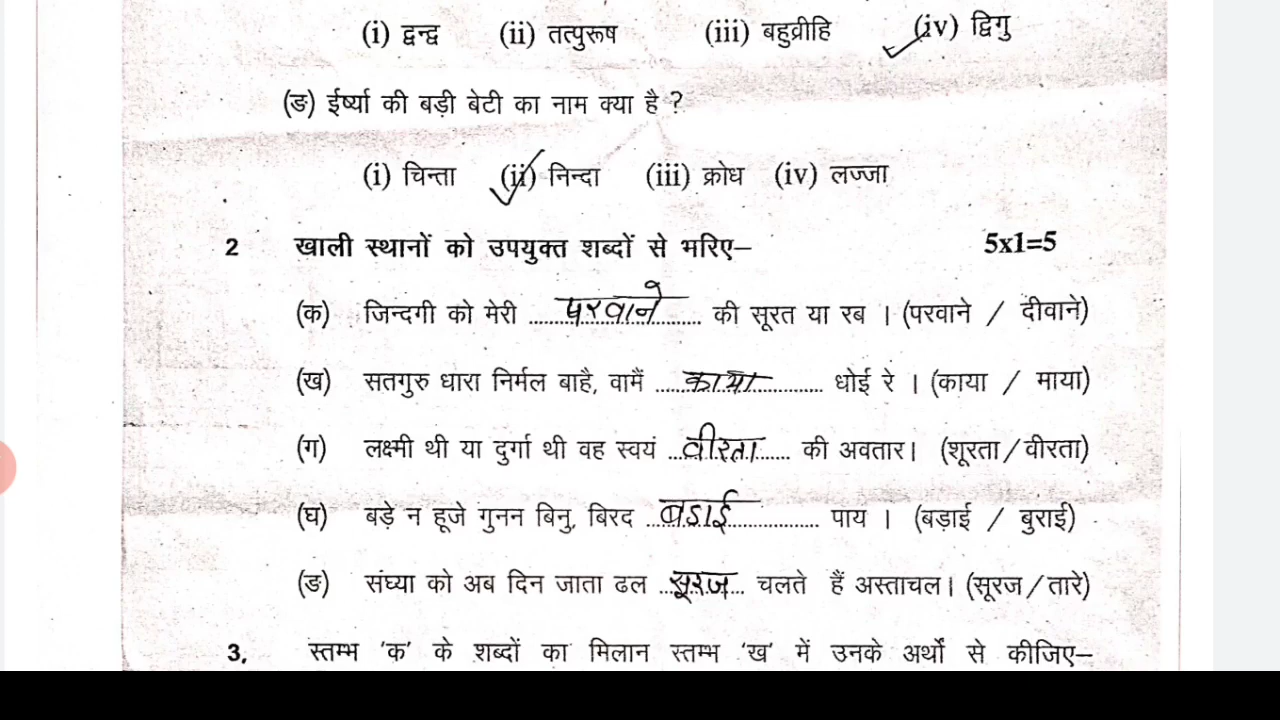 (i) द्वन्द्व (ii) तत्पुरूष (iii) बहुव्रीहि (iv) द्विगु
(ङ) ईर्ष्या की बड़ी बेटी का नाम क्या है ?
(i) चिन्ता (ii) निन्दा (iii) क्रोध (iv) लज्जा
2 खाली स्थानों को उपयुक्त शब्दों से भरिए– 5x1=5
(क) जिन्दगी को मेरी परवाने की सूरत या रब । (परवाने / दीवाने)
(ख) सतगुरु धारा निर्मल बाहै, वामैं काया धोई रे । (काया / माया)
(ग) लक्ष्मी थी या दुर्गा थी वह स्वयं वीरता की अवतार। (शूरता/वीरता)
(घ) बड़े न हूजे गुनन बिनु, बिरद बडाई पाय । (बड़ाई / बुराई)
(ङ) संघ्या को अब दिन जाता ढल सूरज चलते हैं अस्ताचल। (सूरज/तारे)
3, स्तम्भ 'क' के शब्दों का मिलान स्तम्भ 'ख' में उनके अर्थो से कीजिए–